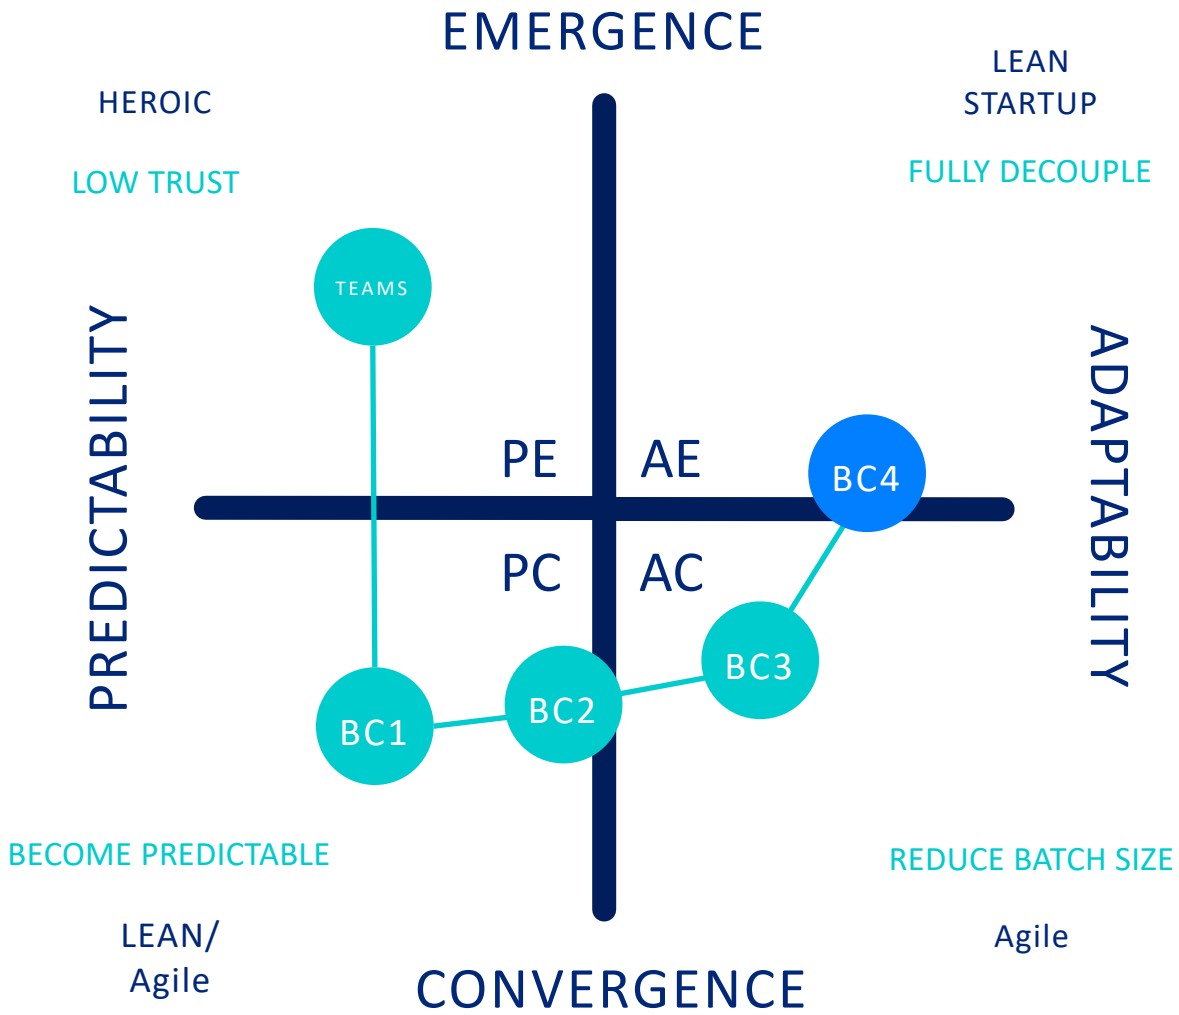 EMERGENCE
HEROIC
LEAN
STARTUP
LOW TRUST
FULLY DECOUPLE
TEAMS
PREDICTABILITY
ADAPTABILITY
PE
AE
BC4
PC
AC
BC1
BC2
BC3
BECOME PREDICTABLE
REDUCE BATCH SIZE
LEAN/
Agile
Agile
CONVERGENCE